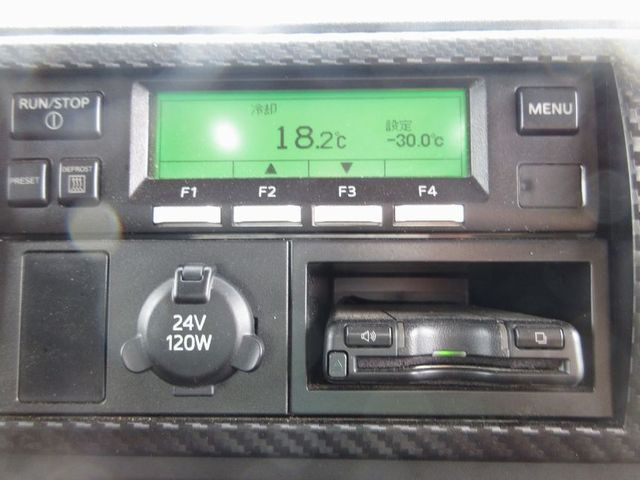 RUN/STOP
冷却
設定
18.2℃
-30.0℃
MENU
PRESET
DEFROST
▲
▼
F1
F2
F3
F4
24V
120W